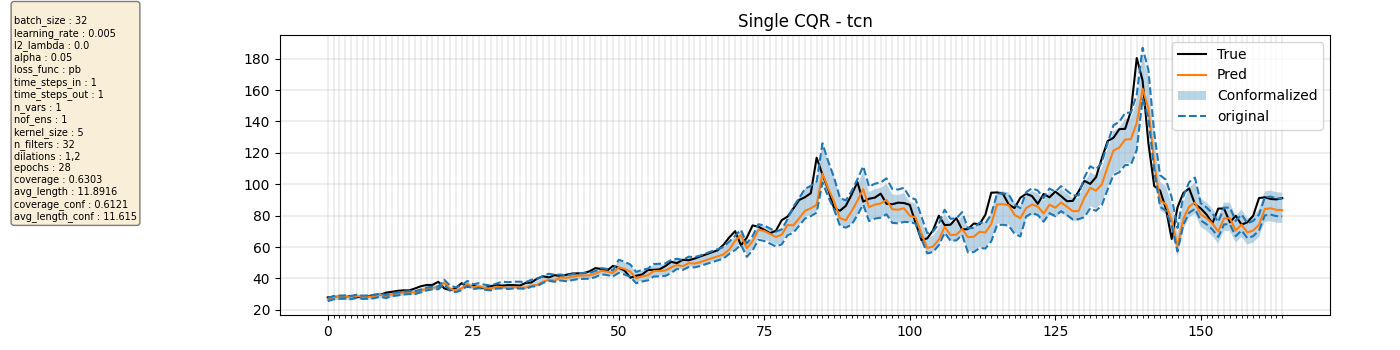 batch_size : 32
learning_rate : 0.005
l2_lambda : 0.0
alpha : 0.05
loss_func : pb
time_steps_in : 1
time_steps_out : 1
n_vars : 1
nof_ens : 1
kernel_size : 5
n_filters : 32
dilations : 1,2
epochs : 28
coverage : 0.6303
avg_length : 11.8916
coverage_conf : 0.6121
avg_length_conf : 11.615
Single CQR - tcn
180
160
140
120
100
80
60
40
20
0 25 50 75 100 125 150
True
Pred
Conformalized
original